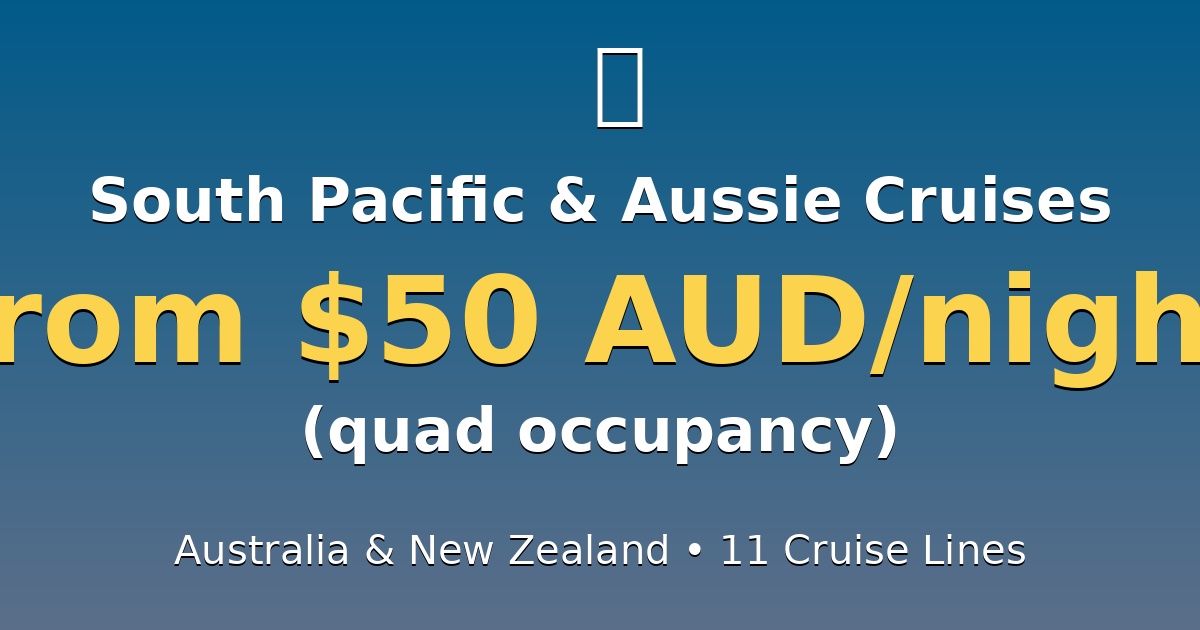 South Pacific & Aussie Cruises
rom $50 AUD/nigh
(quad occupancy)
Australia & New Zealand • 11 Cruise Lines